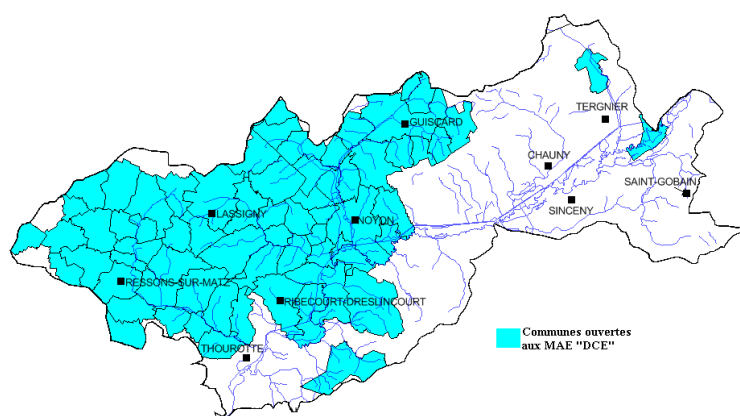 TERGNIER
GUISCARD
CHAUNY
SAINT-GOBAIN
SINCENY
LASSIGNY
NOYON
RESSONS-SUR-MATZ
RIBECOURT-DRESLINCOURT
THOUROTTE
Communes ouvertes
aux MAE "DCE"